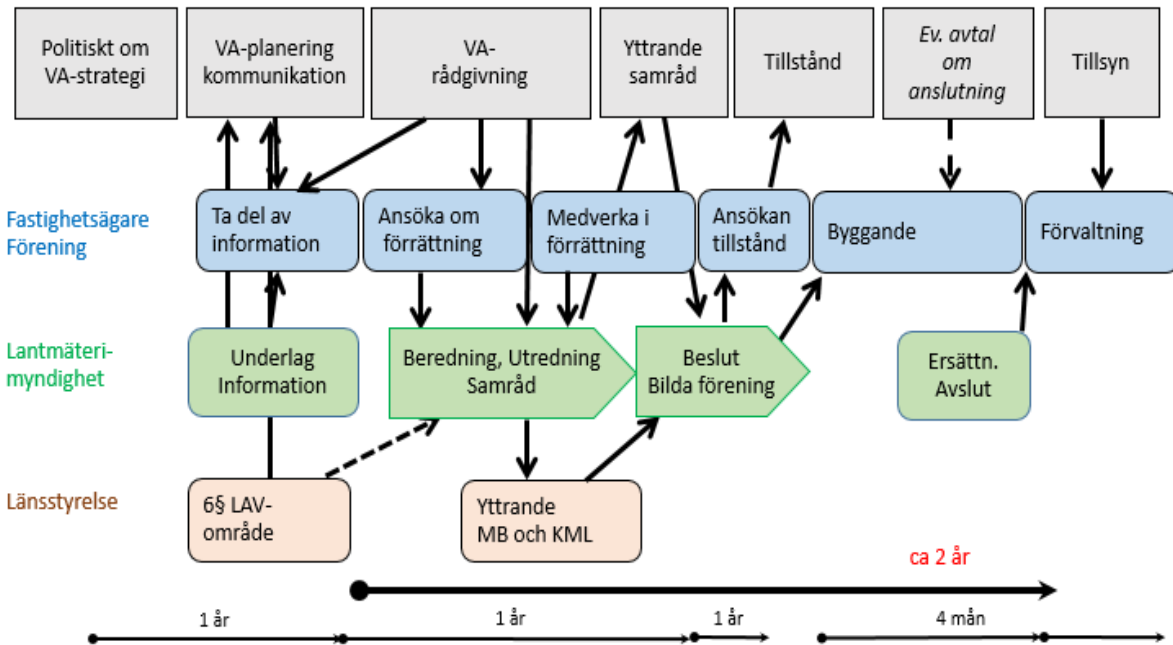 Politiskt om
VA-strategi
VA-planering
kommunikation
VA-
rådgivning
Yttrande
samråd
Tillstånd
Ev. avtal
om
anslutning
Tillsyn
Fastighetsägare
Förening
Ta del av
information
Ansöka om
förrättning
Medverka i
förrättning
Ansökan
tillstånd
Byggande
Förvaltning
Lantmäteri-
myndighet
Underlag
Information
Beredning, Utredning
Samråd
Beslut
Bilda förening
Ersättn.
Avslut
Länsstyrelse
6§ LAV-
område
Yttrande
MB och KML
ca 2 år
1 år
1 år
1 år
4 mån